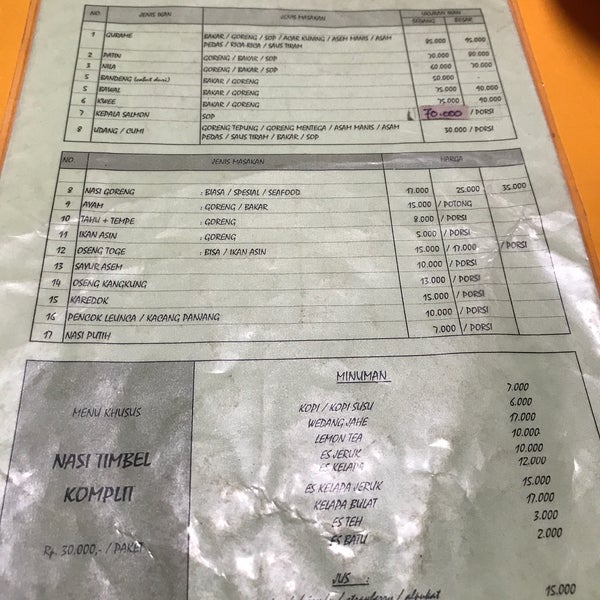 NO. JENIS IKAN JENIS MASAKAN UKURAN IKAN
SEDANG BESAR
1 GURAME BAKAR / GORENG / SOP / ACAR KUNING / ASEM MANIS / ASAM
PEDAS / RICA-RICA / SAUS TIRAM 85.000 95.000
2 PATIN GORENG / BAKAR / SOP 70.000 80.000
3 NILA GORENG / BAKAR / SOP 60.000 70.000
5 BANDENG (cabut duri) BAKAR / GORENG 50.000 -
5 BAWAL BAKAR / GORENG 75.000 90.000
6 KWEE BAKAR / GORENG 75.000 90.000
7 KEPALA SALMON SOP 70.000 / PORSI
8 UDANG / CUMI GORENG TEPUNG / GORENG MENTEGA / ASAM MANIS / ASAM
PEDAS / SAUS TIRAM / BAKAR / SOP 30.000 / PORSI
NO. JENIS MASAKAN HARGA
8 NASI GORENG : BIASA / SPESIAL / SEAFOOD 17.000 25.000 35.000
9 AYAM : GORENG / BAKAR 15.000 / POTONG
10 TAHU + TEMPE : GORENG 8.000 / PORSI
11 IKAN ASIN : GORENG 5.000 / PORSI
12 OSENG TOGE : BISA / IKAN ASIN 15.000 / 17.000 / PORSI
13 SAYUR ASEM 10.000 / PORSI
14 OSENG KANGKUNG 13.000 / PORSI
15 KAREDOK 15.000 / PORSI
16 PENCOK LEUNCA / KACANG PANJANG 10.000 / PORSI
17 NASI PUTIH 7.000 / PORSI
MENU KHUSUS
NASI TIMBEL
KOMPLIT
Rp. 30.000,- / PAKET
MINUMAN
7.000
KOPI / KOPI SUSU 6.000
WEDANG JAHE 17.000
LEMON TEA 10.000
ES JERUK 10.000
ES KELAPA 12.000
ES KELAPA JERUK 15.000
KELAPA BULAT 17.000
ES TEH 3.000
ES BATU 2.000
JUS :
/ strawberry / alpukat 15.000